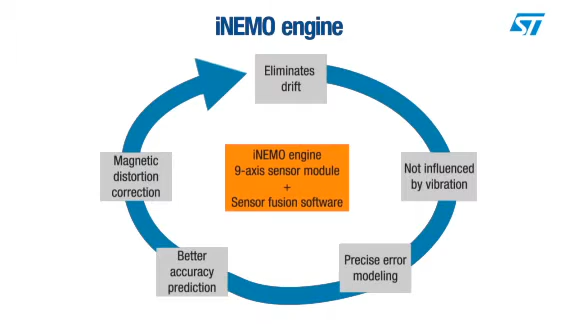 iNEMO engine
ST
Eliminates
drift
Magnetic
distortion
correction
iNEMO engine
9-axis sensor module
+
Sensor fusion software
Not influenced
by vibration
Better
accuracy
prediction
Precise error
modeling